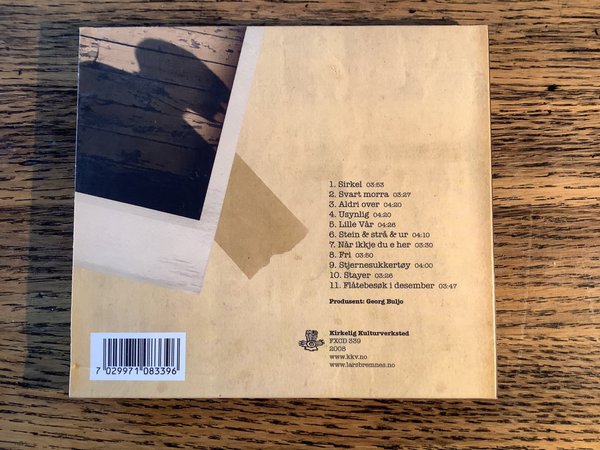 1. Sirkel 03:53
2. Svart morra 03:27
3. Aldri over 04:20
4. Usynlig 04:20
5. Lille Vår 04:26
6. Stein & strå & ur 04:10
7. Når ikkje du e her 03:30
8. Fri 03:50
9. Stjernesukkertøy 04:00
10. Stayer 03:26
11. Flåtebesøk i desember 03:47
Produsent: Georg Buljo
Kirkelig Kulturverksted
FXCD 339
2008
www.kkv.no
www.larsbremnes.no
7 029971 083396